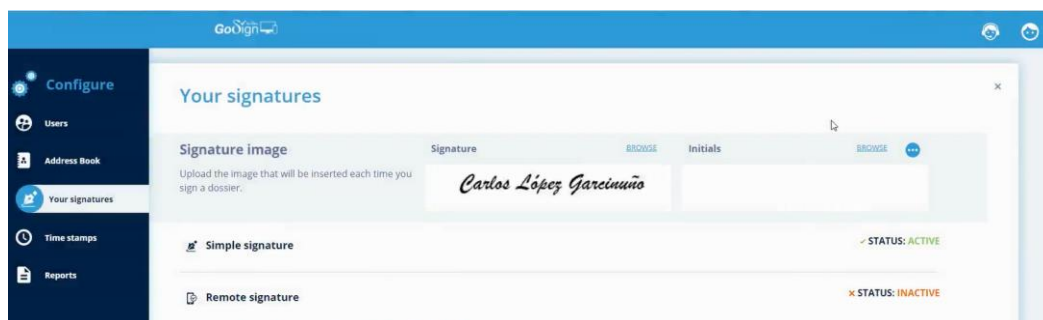 GoSign
Configure
Users
Address Book
Your signatures
Time stamps
Reports
Your signatures
×
Signature image
Upload the image that will be inserted each time you
sign a dossier.
Signature
BROWSE
Carlos López Garcinuño
Initials
BROWSE
Simple signature
✓ STATUS: ACTIVE
Remote signature
× STATUS: INACTIVE